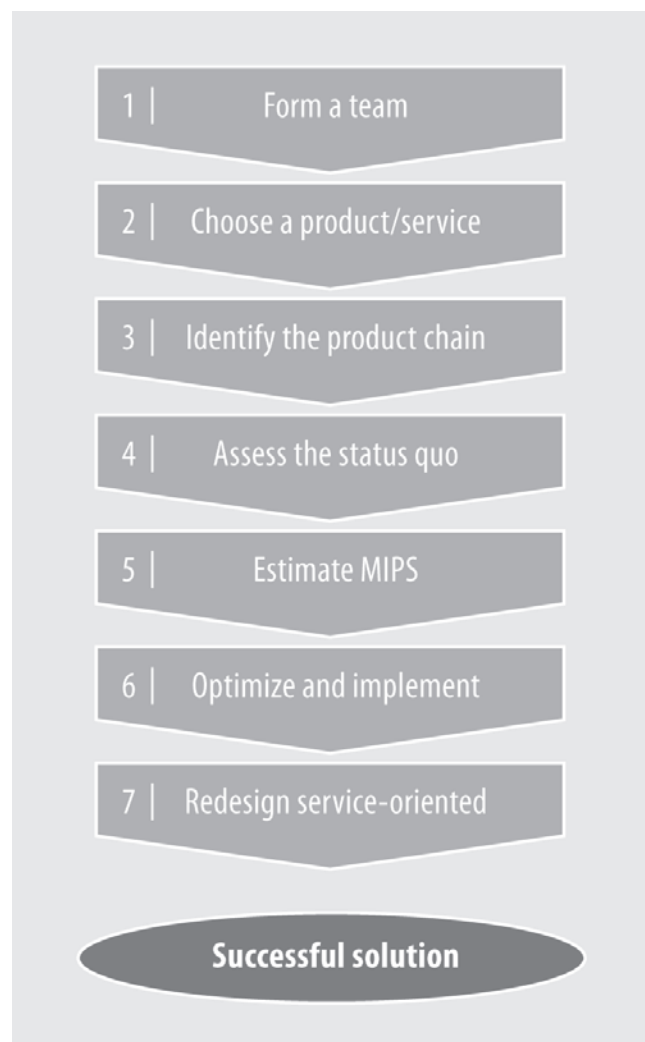 1 | Form a team
2 | Choose a product/service
3 | Identify the product chain
4 | Assess the status quo
5 | Estimate MIPS
6 | Optimize and implement
7 | Redesign service-oriented
Successful solution